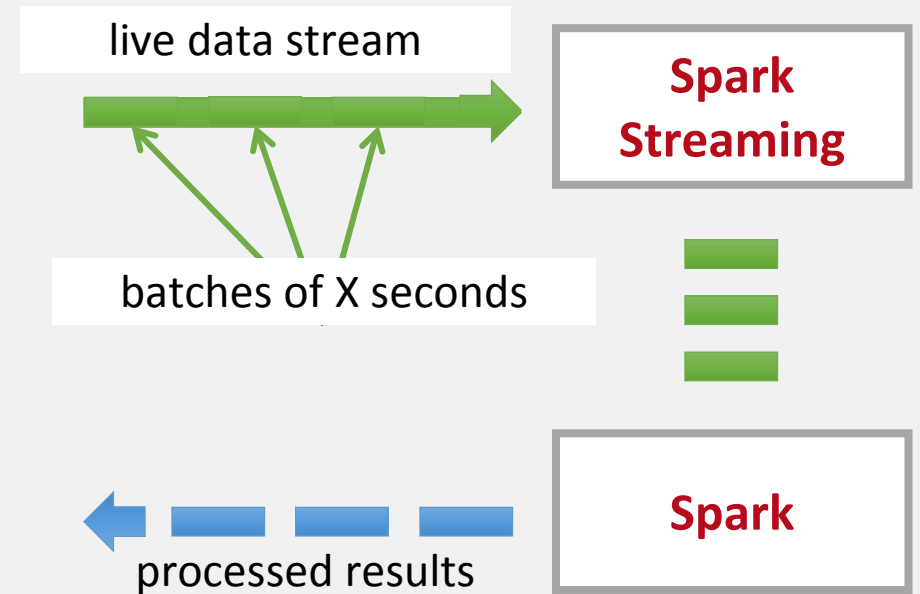 live data stream
Spark
Streaming
batches of X seconds
Spark
processed results